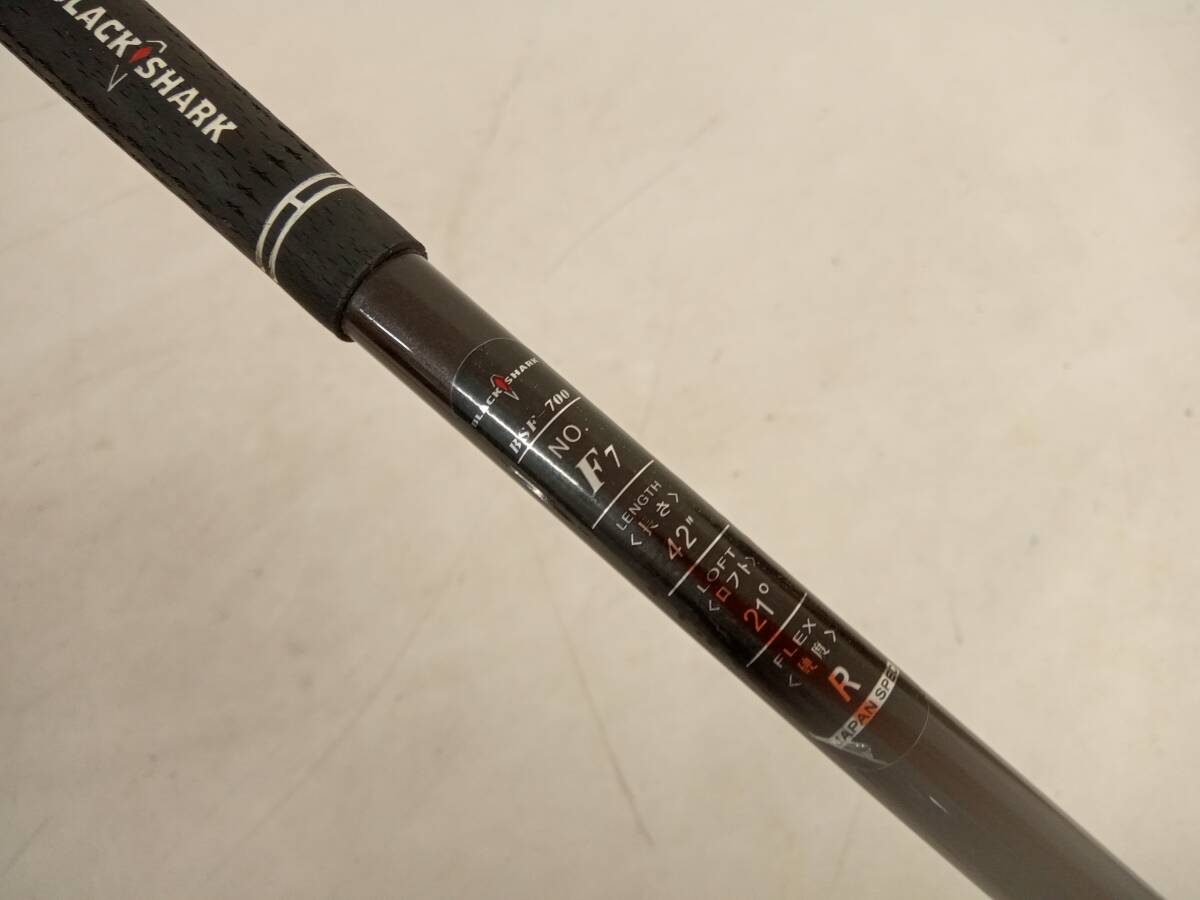 BLACK SHARK
BLACK SHARK
BSF-700
NO.
F7
LENGTH
<長さ>
42"
LOFT
<ロフト>
21°
FLEX
<硬度>
R
JAPAN SPEC